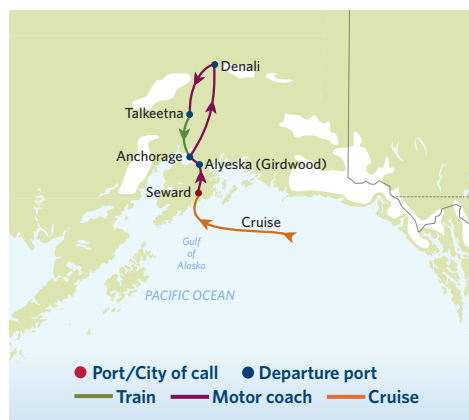 Denali
Talkeetna
Anchorage
Alyeska (Girdwood)
Seward
Cruise
Gulf
of
Alaska
PACIFIC OCEAN
Port/City of call
Departure port
Train
Motor coach
Cruise